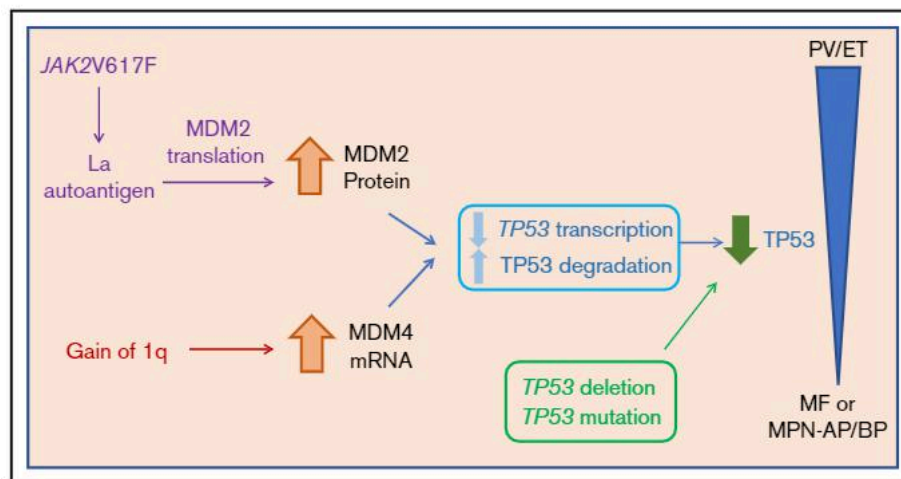 JAK2V617F
La
autoantigen
MDM2
translation
MDM2
Protein
Gain of 1q
MDM4
mRNA
TP53 transcription
TP53 degradation
TP53
TP53 deletion
TP53 mutation
PV/ET
MF or
MPN-AP/BP